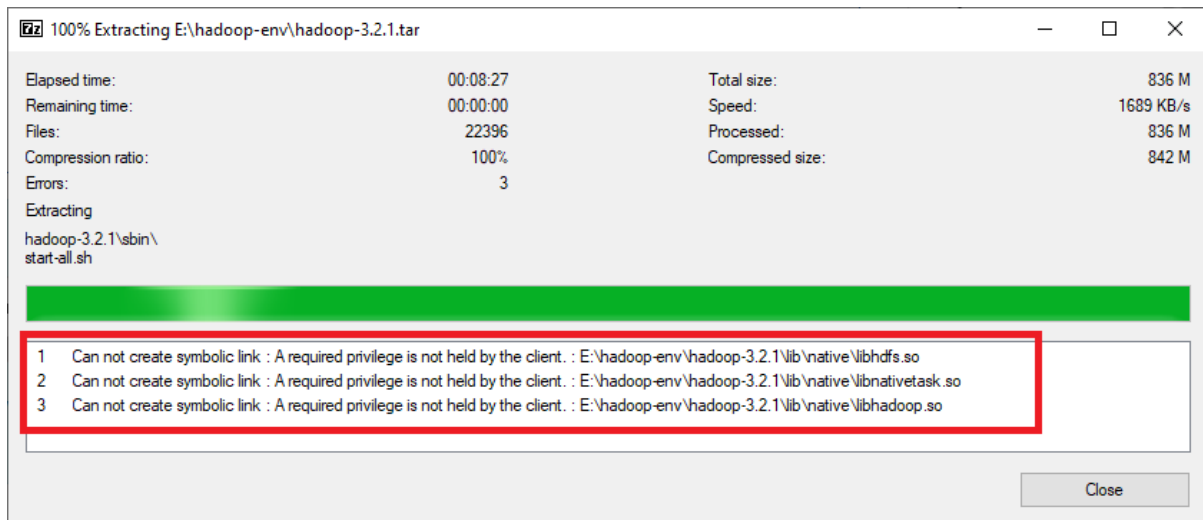 7z 100% Extracting E:\hadoop-env\hadoop-3.2.1.tar
Elapsed time: 00:08:27 Total size: 836 M
Remaining time: 00:00:00 Speed: 1689 KB/s
Files: 22396 Processed: 836 M
Compression ratio: 100% Compressed size: 842 M
Errors: 3
Extracting
hadoop-3.2.1\sbin\
start-all.sh
1 Can not create symbolic link : A required privilege is not held by the client. : E:\hadoop-env\hadoop-3.2.1\lib\native\libhdfs.so
2 Can not create symbolic link : A required privilege is not held by the client. : E:\hadoop-env\hadoop-3.2.1\lib\native\libnativetask.so
3 Can not create symbolic link : A required privilege is not held by the client. : E:\hadoop-env\hadoop-3.2.1\lib\native\libhadoop.so
Close